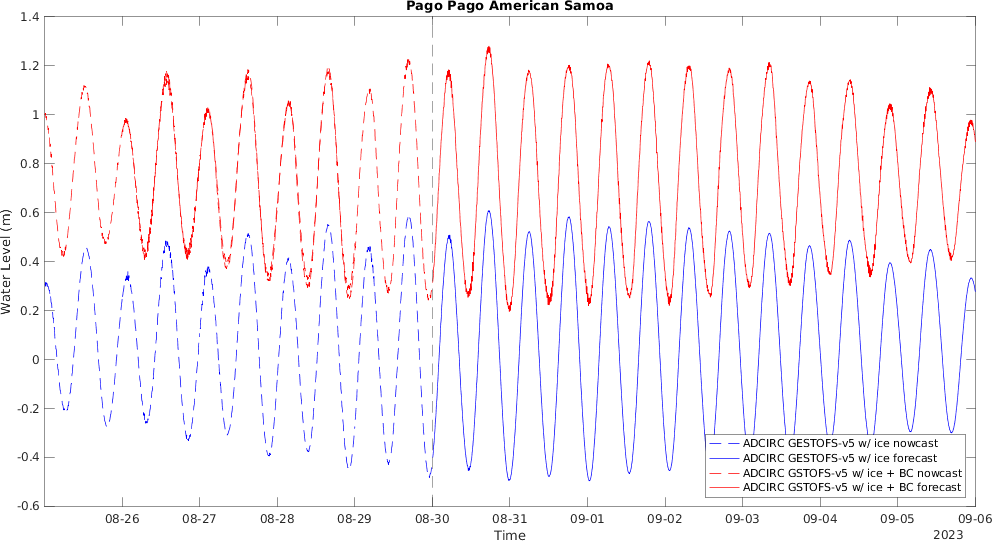 Pago Pago American Samoa
1.4
1.2
1
0.8
0.6
0.4
0.2
0
-0.2
-0.4
-0.6
Water Level (m)
ADCIRC GESTOFS-v5 w/ ice nowcast
ADCIRC GESTOFS-v5 w/ ice forecast
ADCIRC GSTOFS-v5 w/ ice + BC nowcast
ADCIRC GSTOFS-v5 w/ ice + BC forecast
08-26 08-27 08-28 08-29 08-30 08-31 09-01 09-02 09-03 09-04 09-05 09-06
Time
2023